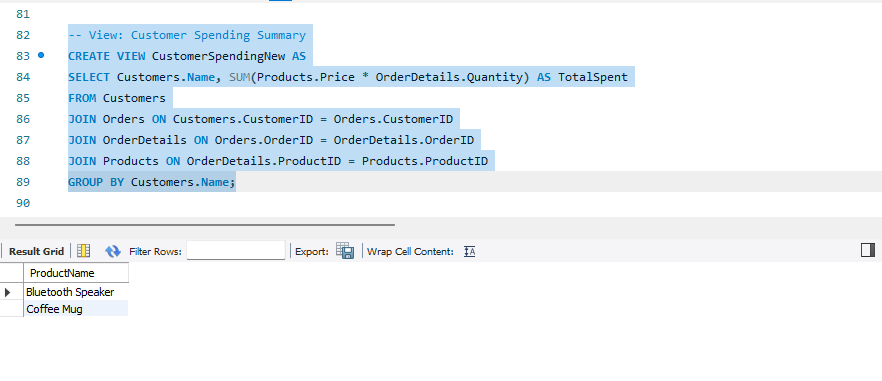 81
82 -- View: Customer Spending Summary
83 CREATE VIEW CustomerSpendingNew AS
84 SELECT Customers.Name, SUM(Products.Price * OrderDetails.Quantity) AS TotalSpent
85 FROM Customers
86 JOIN Orders ON Customers.CustomerID = Orders.CustomerID
87 JOIN OrderDetails ON Orders.OrderID = OrderDetails.OrderID
88 JOIN Products ON OrderDetails.ProductID = Products.ProductID
89 GROUP BY Customers.Name;
90
Result Grid Filter Rows: Export: Wrap Cell Content:
ProductName
Bluetooth Speaker
Coffee Mug